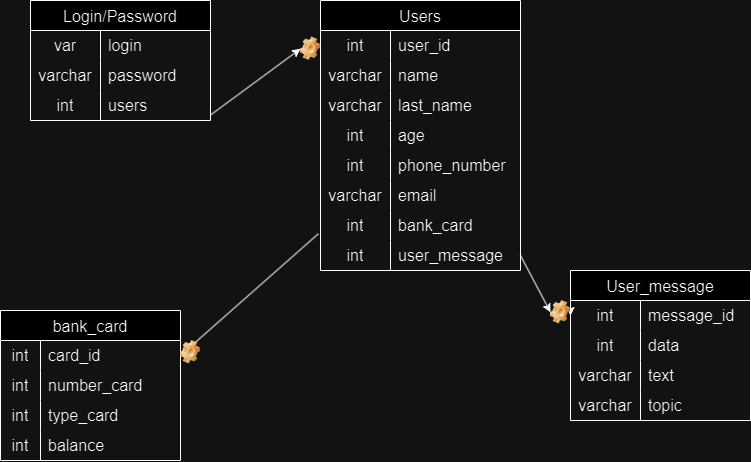 Login/Password
var login
varchar password
int users
Users
int user_id
varchar name
varchar last_name
int age
int phone_number
varchar email
int bank_card
int user_message
User_message
int message_id
int data
varchar text
varchar topic
bank_card
int card_id
int number_card
int type_card
int balance